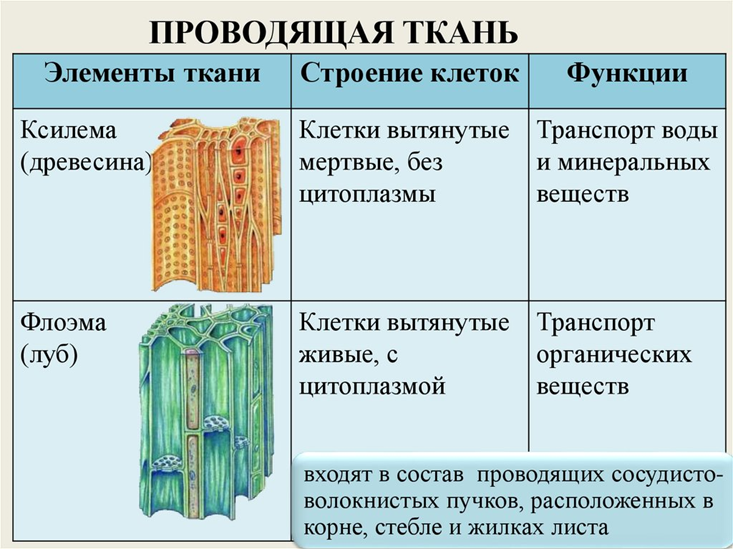 ПРОВОДЯЩАЯ ТКАНЬ
Элементы ткани
Строение клеток
Функции
Ксилема
(древесина)
Клетки вытянутые
мертвые, без
цитоплазмы
Транспорт воды
и минеральных
веществ
Флоэма
(луб)
Клетки вытянутые
живые, с
цитоплазмой
Транспорт
органических
веществ
входят в состав проводящих сосудисто-
волокнистых пучков, расположенных в
корне, стебле и жилках листа